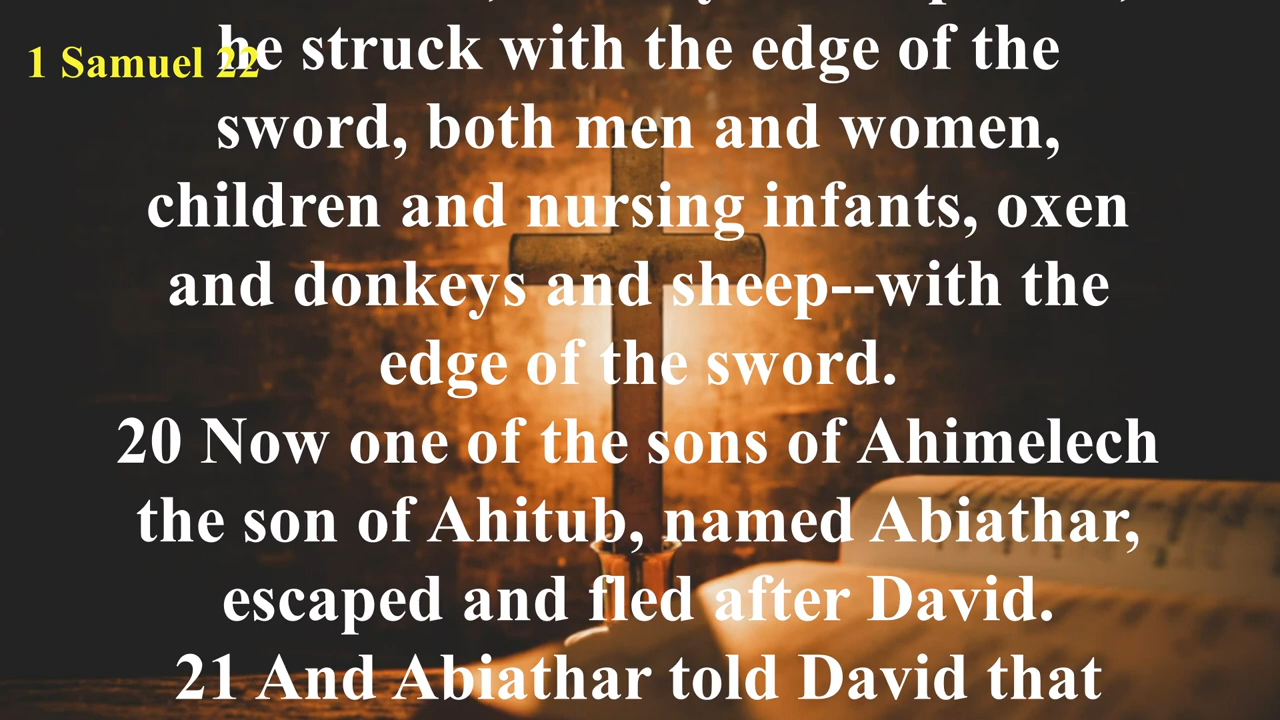 1 Samuel 22
he struck with the edge of the
sword, both men and women,
children and nursing infants, oxen
and donkeys and sheep--with the
edge of the sword.
20 Now one of the sons of Ahimelech
the son of Ahitub, named Abiathar,
escaped and fled after David.
21 And Abiathar told David that